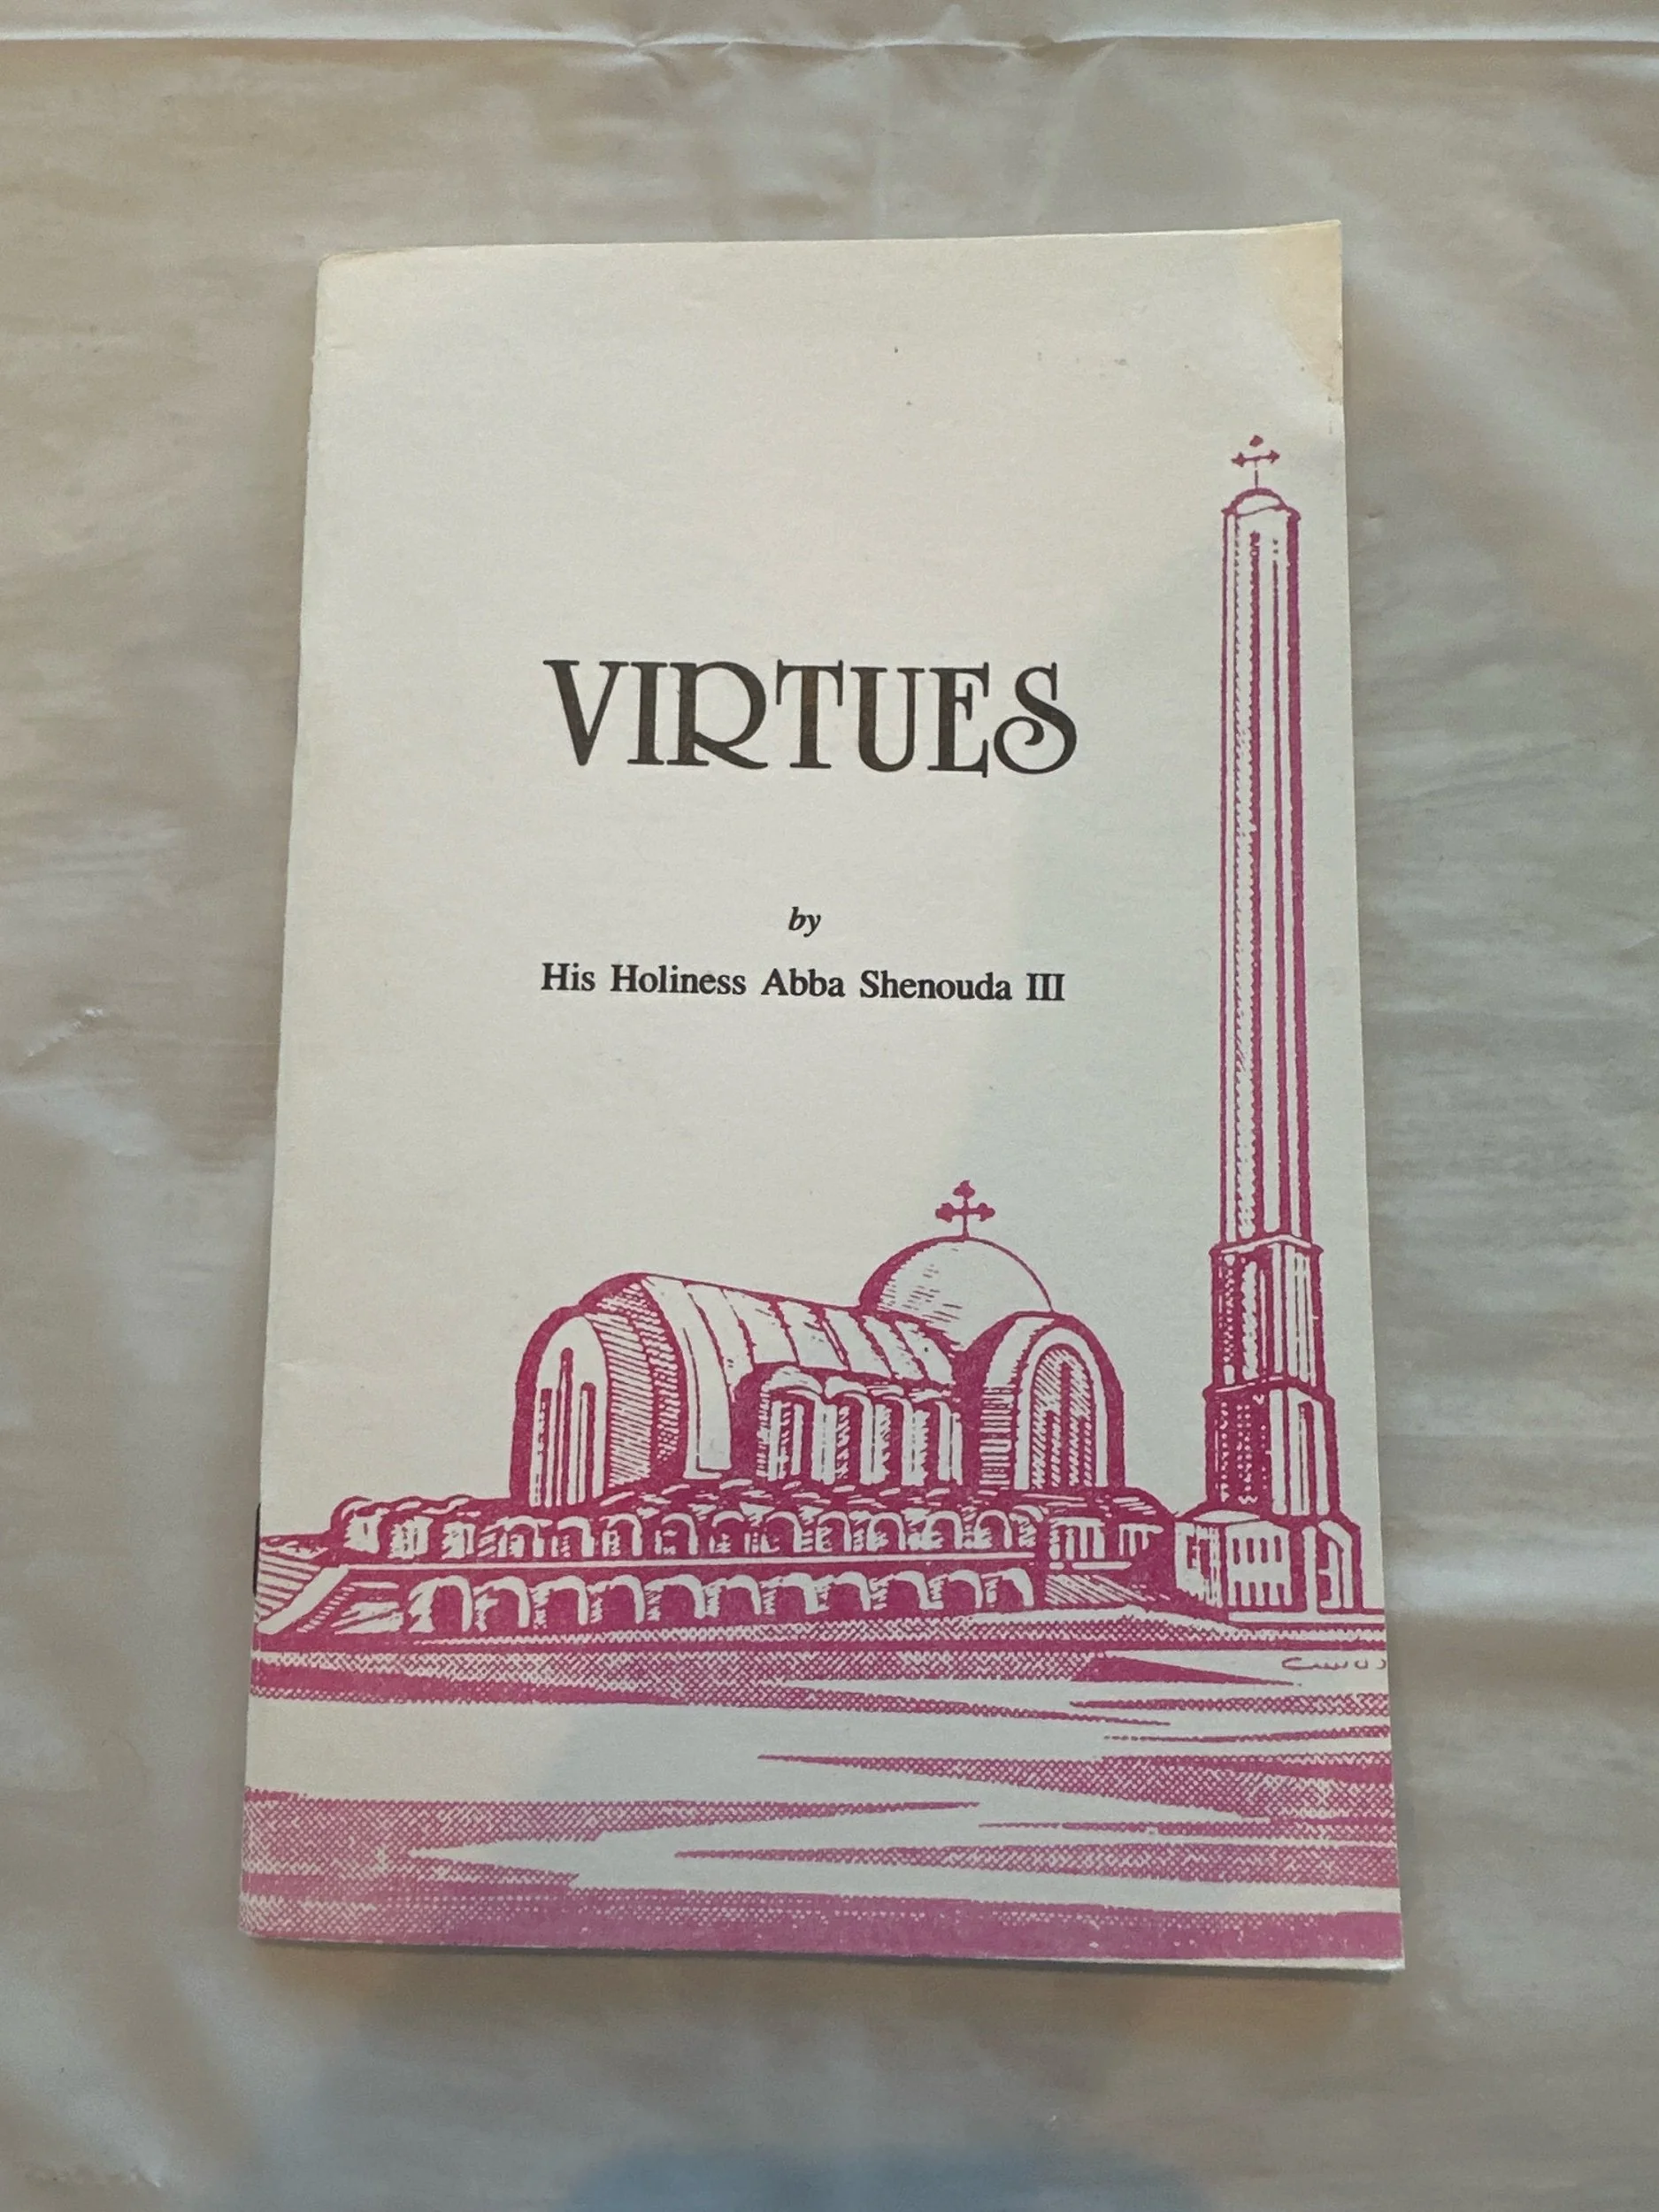 VIRTUES
by
His Holiness Abba Shenouda III